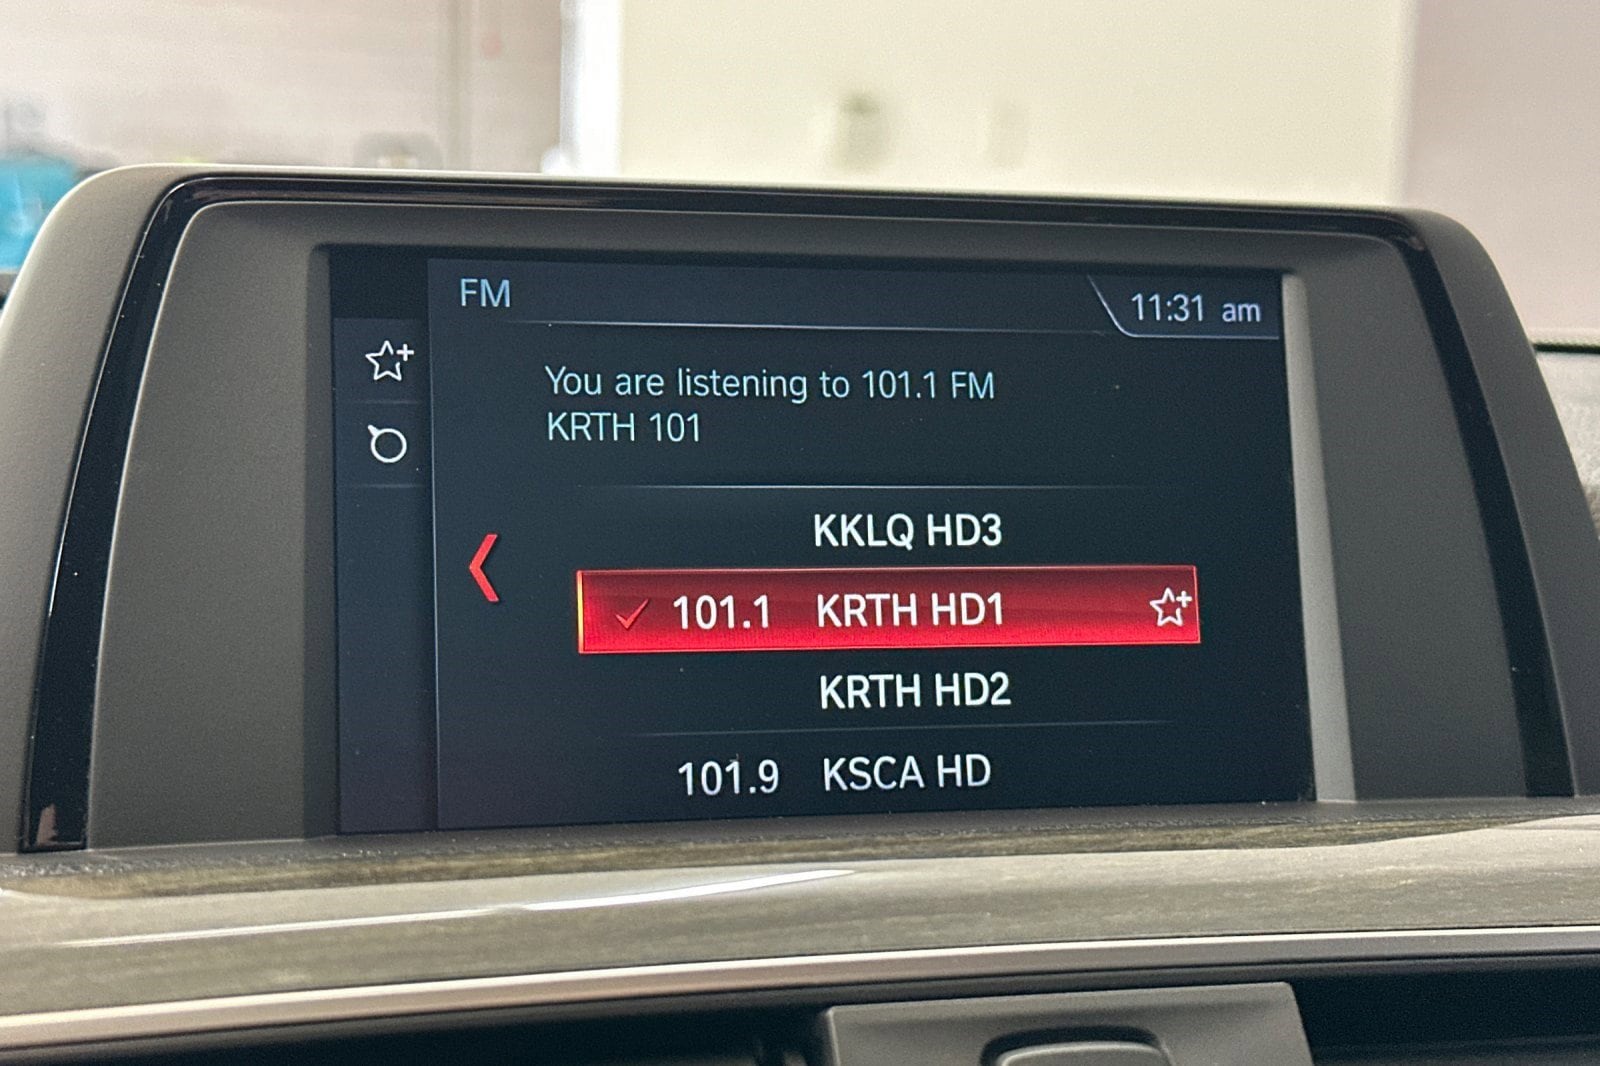 FM
11:31 am
You are listening to 101.1 FM
KRTH 101
KKLQ HD3
101.1 KRTH HD1
KRTH HD2
101.9 KSCA HD